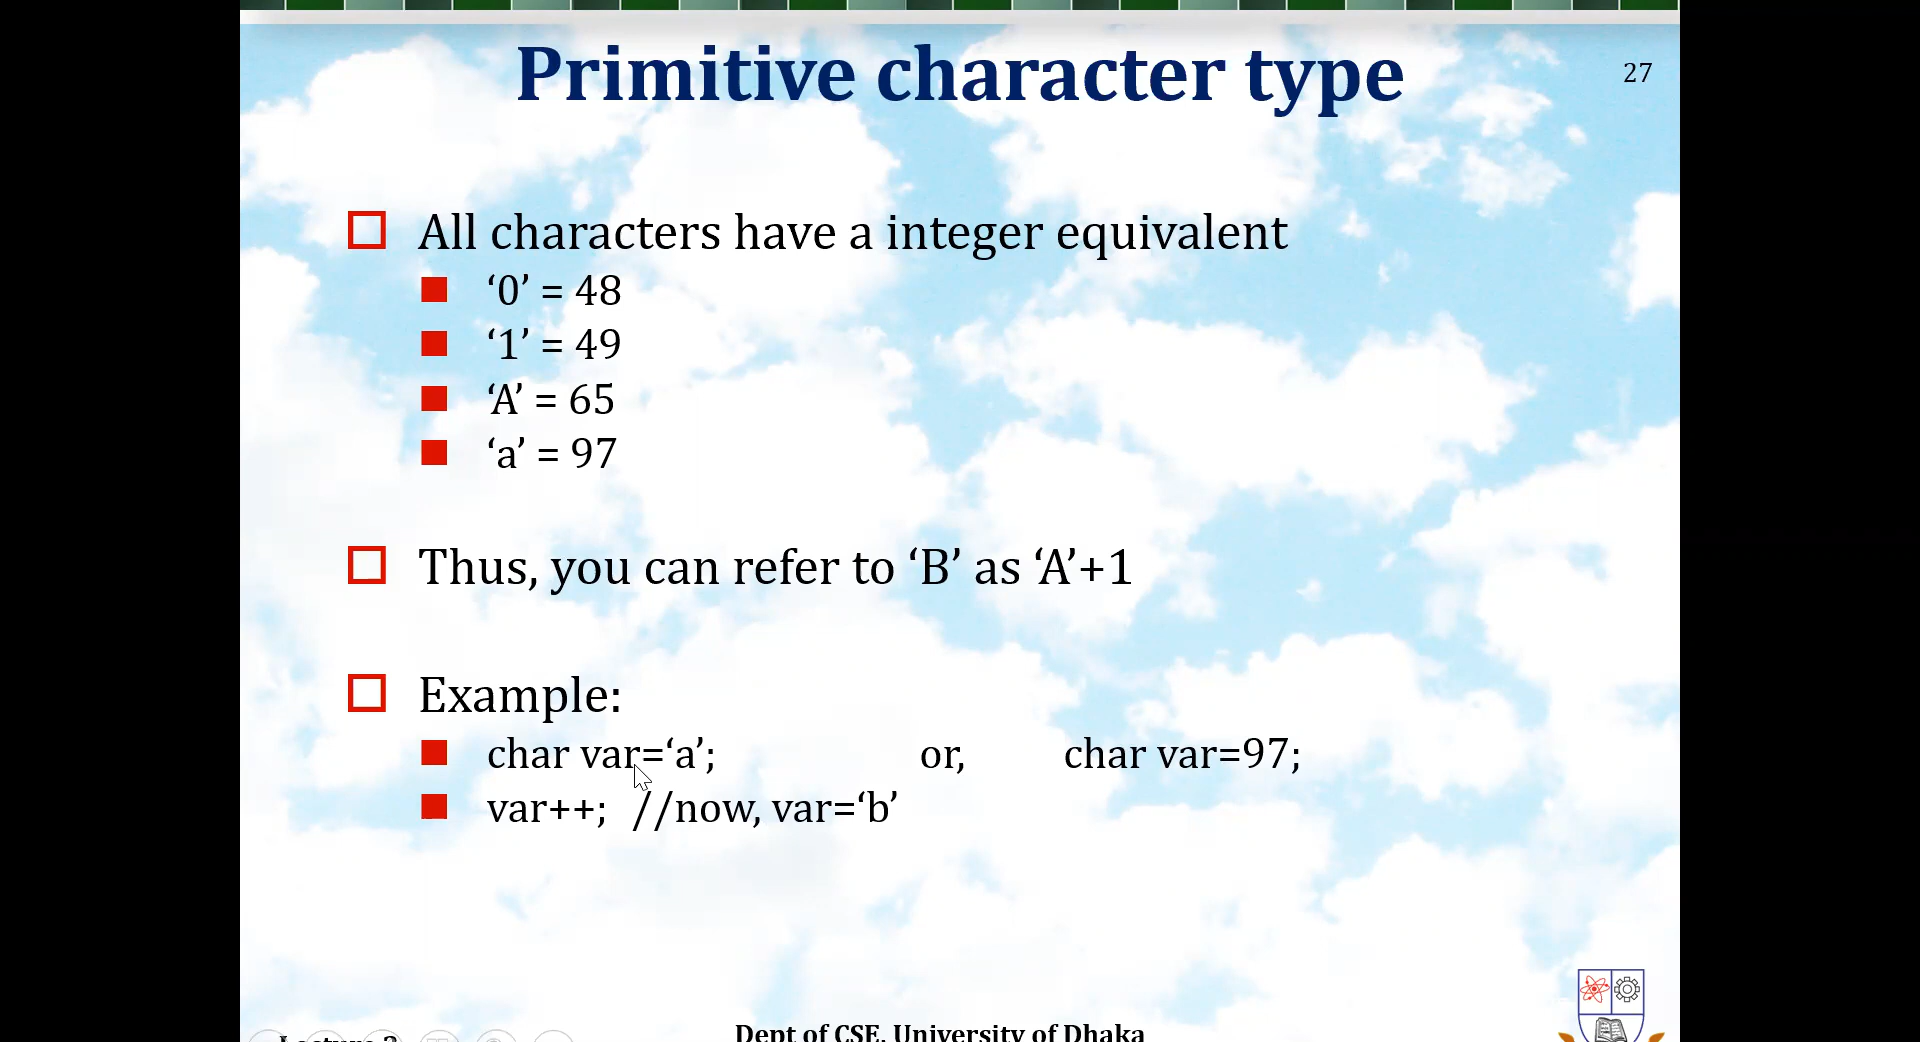 Primitive character type
27
All characters have a integer equivalent
‘0’ = 48
‘1’ = 49
‘A’ = 65
‘a’ = 97
Thus, you can refer to ‘B’ as ‘A’+1
Example:
char var=‘a’; or, char var=97;
var++; //now, var=‘b’
Dept of CSE, University of Dhaka